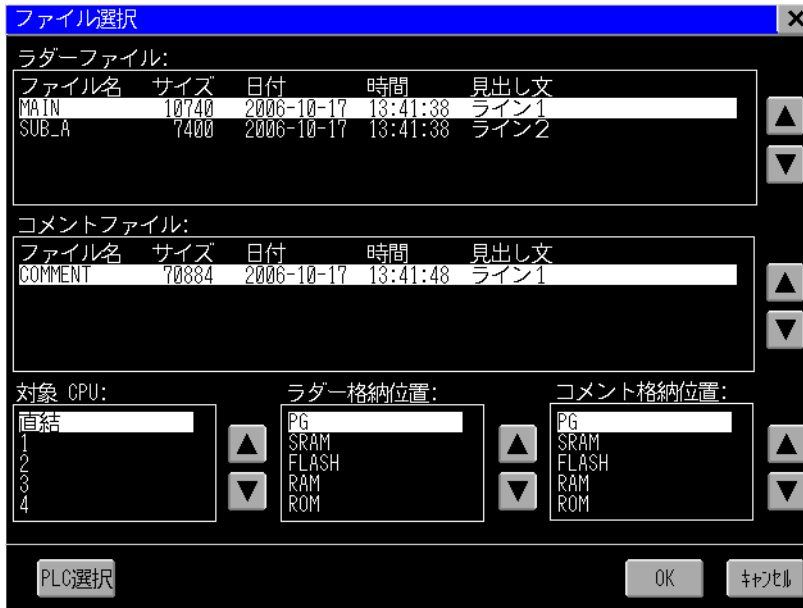 ファイル選択
ラダーファイル:
ファイル名 サイズ 日付 時間 見出し文
MAIN 10740 2006-10-17 13:41:38 ライン1
SUB_A 7400 2006-10-17 13:41:38 ライン2
コメントファイル:
ファイル名 サイズ 日付 時間 見出し文
COMMENT 70884 2006-10-17 13:41:48 ライン1
対象 CPU:
直結
1
2
3
4
ラダー格納位置:
PG
SRAM
FLASH
RAM
ROM
コメント格納位置:
PG
SRAM
FLASH
RAM
ROM
PLC選択
OK
ｷｬﾝｾﾙ